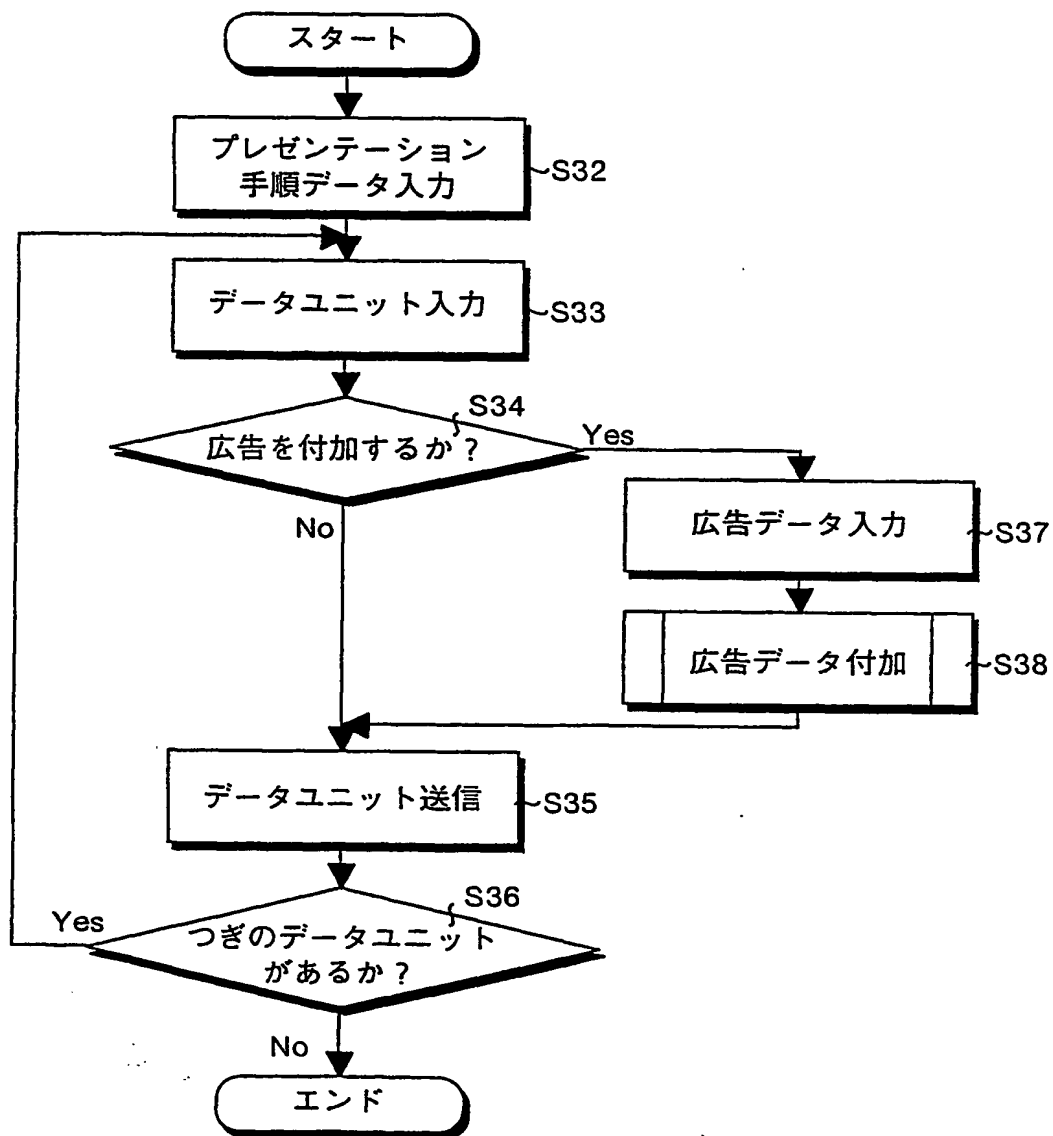 スタート
プレゼンテーション
手順データ入力
S32
データユニット入力
S33
S34
広告を付加するか？
Yes
No
広告データ入力
S37
広告データ付加
S38
データユニット送信
S35
S36
つぎのデータユニット
があるか？
Yes
No
エンド